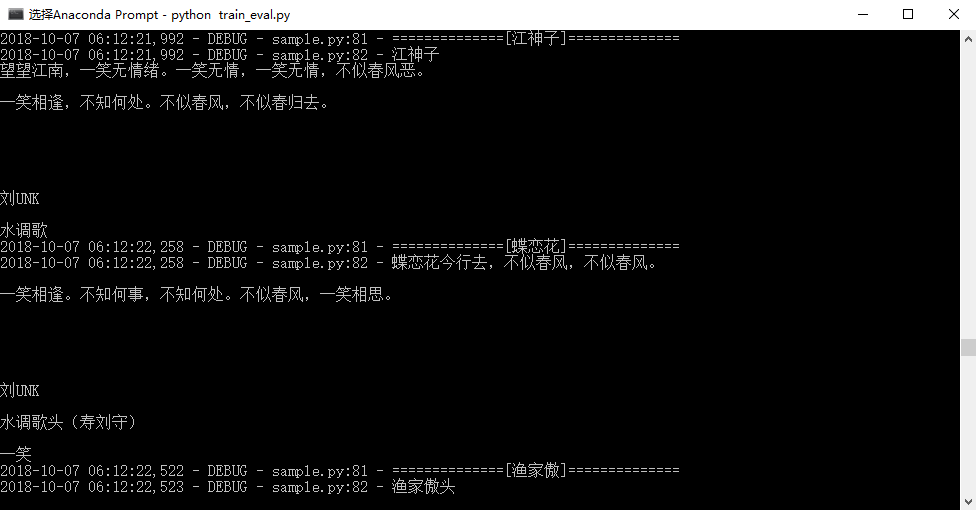 选择Anaconda Prompt - python  train_eval.py
2018-10-07 06:12:21,992 - DEBUG - sample.py:81 - ==============[江神子]==============
2018-10-07 06:12:21,992 - DEBUG - sample.py:82 - 江神子
望望江南，一笑无情绪。一笑无情，一笑无情，不似春风恶。
一笑相逢，不知何处。不似春风，不似春归去。
刘UNK
水调歌
2018-10-07 06:12:22,258 - DEBUG - sample.py:81 - ==============[蝶恋花]==============
2018-10-07 06:12:22,258 - DEBUG - sample.py:82 - 蝶恋花今行去，不似春风，不似春风。
一笑相逢。不知何事，不知何处。不似春风，一笑相思。
刘UNK
水调歌头（寿刘守）
一笑
2018-10-07 06:12:22,522 - DEBUG - sample.py:81 - ==============[渔家傲]==============
2018-10-07 06:12:22,523 - DEBUG - sample.py:82 - 渔家傲头